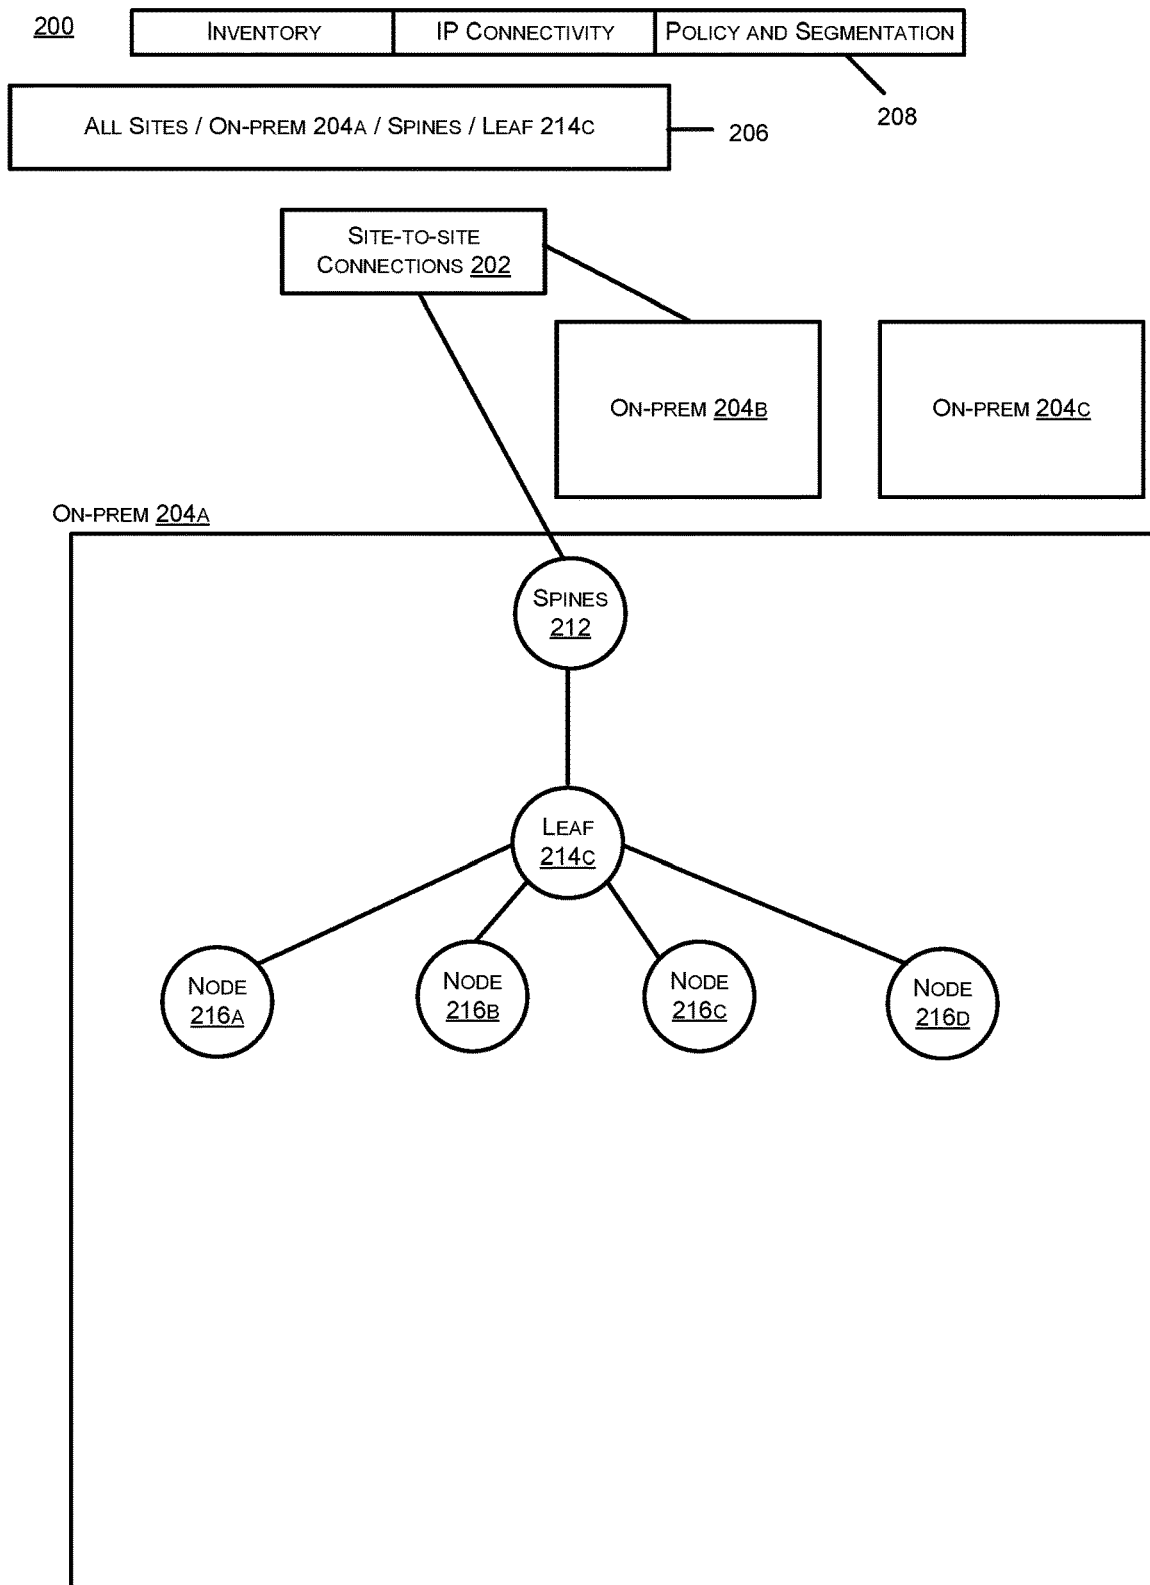 200
INVENTORY
IP CONNECTIVITY
POLICY AND SEGMENTATION
208
ALL SITES / ON-PREM 204A / SPINES / LEAF 214C
206
SITE-TO-SITE
CONNECTIONS 202
ON-PREM 204B
ON-PREM 204C
ON-PREM 204A
SPINES
212
LEAF
214C
NODE
216A
NODE
216B
NODE
216C
NODE
216D